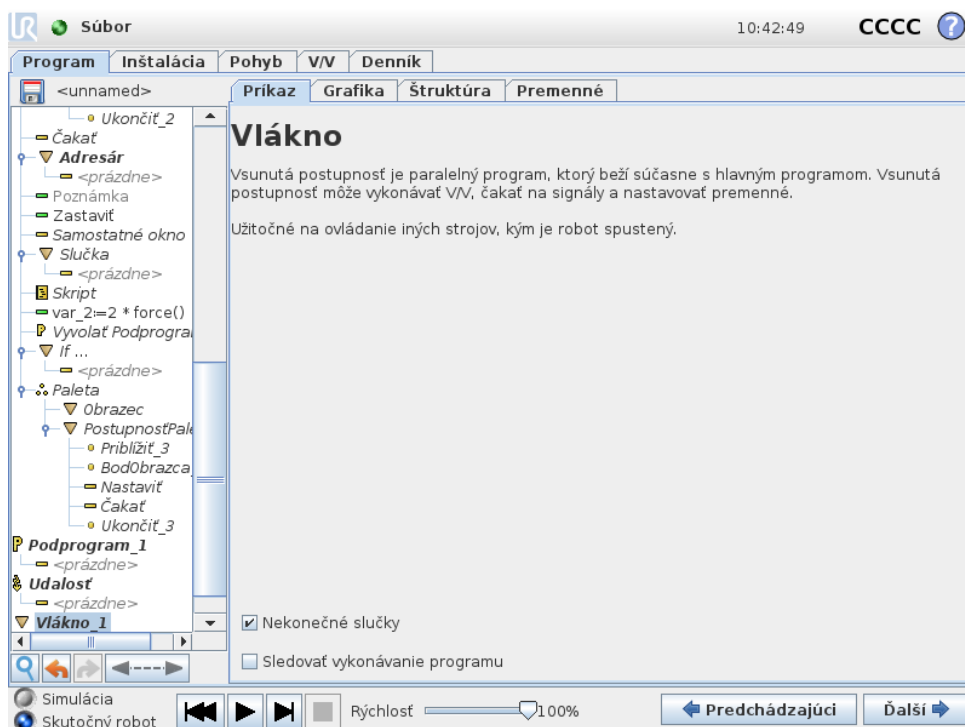 Súbor
10:42:49
CCCC
?
Program
Inštalácia
Pohyb
V/V
Denník
<unnamed>
Príkaz
Grafika
Štruktúra
Premenné
Ukončiť_2
Čakať
Adresár
<prázdne>
Poznámka
Zastaviť
Samostatné okno
Slučka
<prázdne>
Skript
var_2≔2 * force()
Vyvolať Podprogra
If ...
<prázdne>
Paleta
Obrazec
PostupnosťPale
Priblížiť_3
BodObrazca_
Nastaviť
Čakať
Ukončiť_3
Podprogram_1
<prázdne>
Udalosť
<prázdne>
Vlákno_1
Vlákno
Vsunutá postupnosť je paralelný program, ktorý beží súčasne s hlavným programom. Vsunutá
postupnosť môže vykonávať V/V, čakať na signály a nastavovať premenné.
Užitočné na ovládanie iných strojov, kým je robot spustený.
Nekonečné slučky
Sledovať vykonávanie programu
Simulácia
Skutočný robot
Rýchlosť
100%
Predchádzajúci
Ďalší